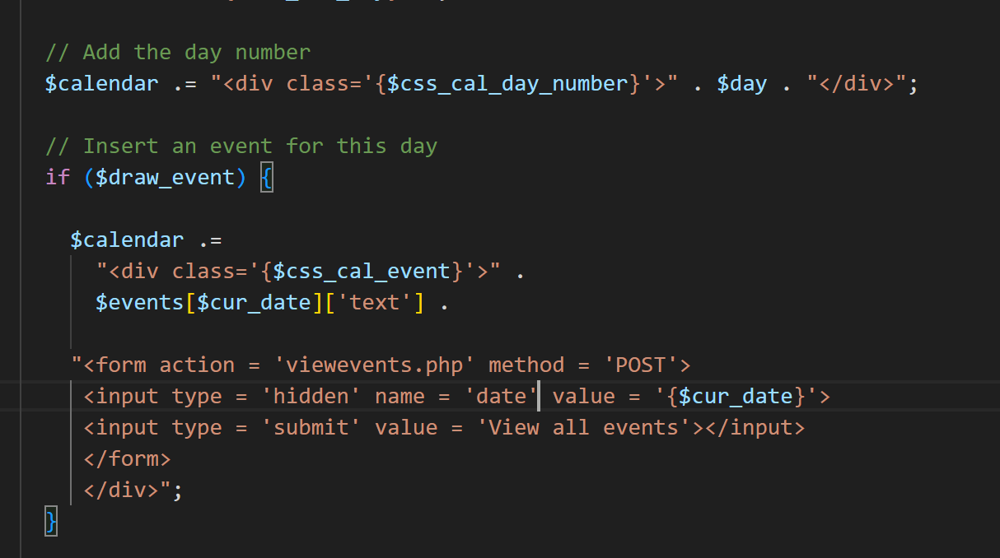 // Add the day number
$calendar .= "<div class='{$css_cal_day_number}'>" . $day . "</div>";
// Insert an event for this day
if ($draw_event) {
$calendar .=
"<div class='{$css_cal_event}'>" .
$events[$cur_date]['text'] .
"<form action = 'viewevents.php' method = 'POST'>
<input type = 'hidden' name = 'date' value = '{$cur_date}'>
<input type = 'submit' value = 'View all events'></input>
</form>
</div>";
}